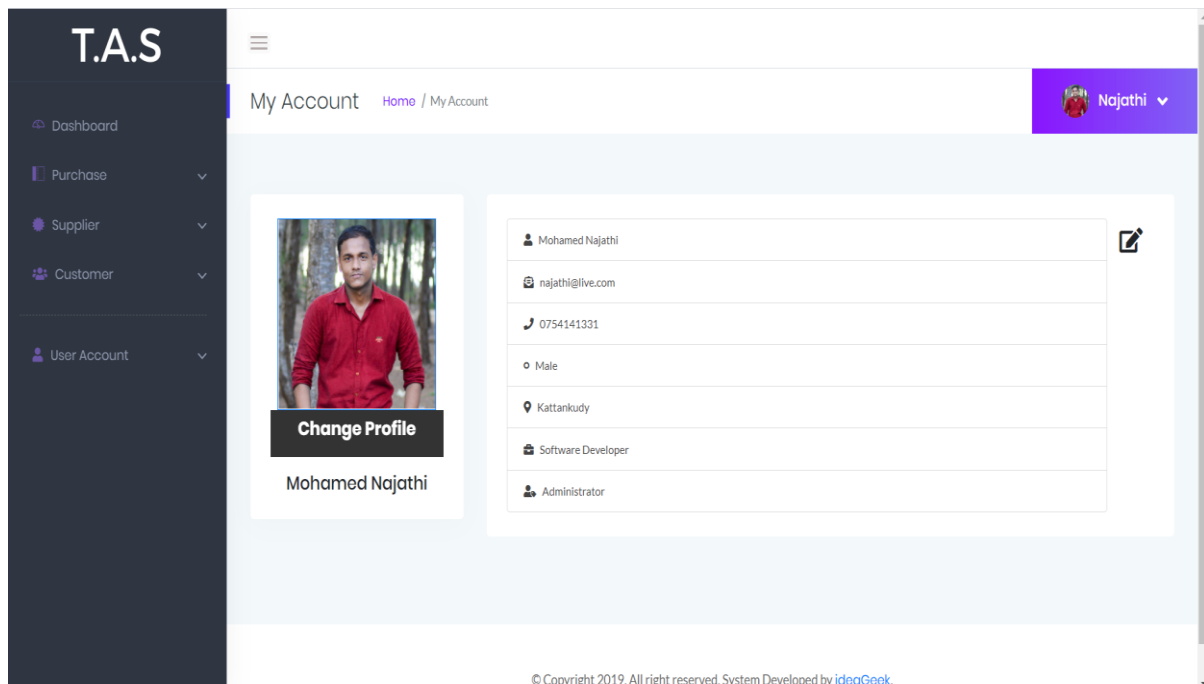 T.A.S
Dashboard
Purchase
Supplier
Customer
User Account
My Account Home / My Account
Najathi
Change Profile
Mohamed Najathi
Mohamed Najathi
najathi@live.com
0754141331
Male
Kattankudy
Software Developer
Administrator
© Copyright 2019. All right reserved. System Developed by ideaGeek.